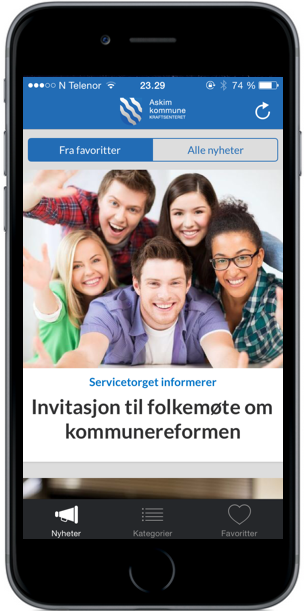 N Telenor 23.29 74 %
Askim
kommune
KRAFTSENTERET
Fra favoritter Alle nyheter
Servicetorget informerer
Invitasjon til folkemøte om
kommunereformen
Nyheter Kategorier Favoritter